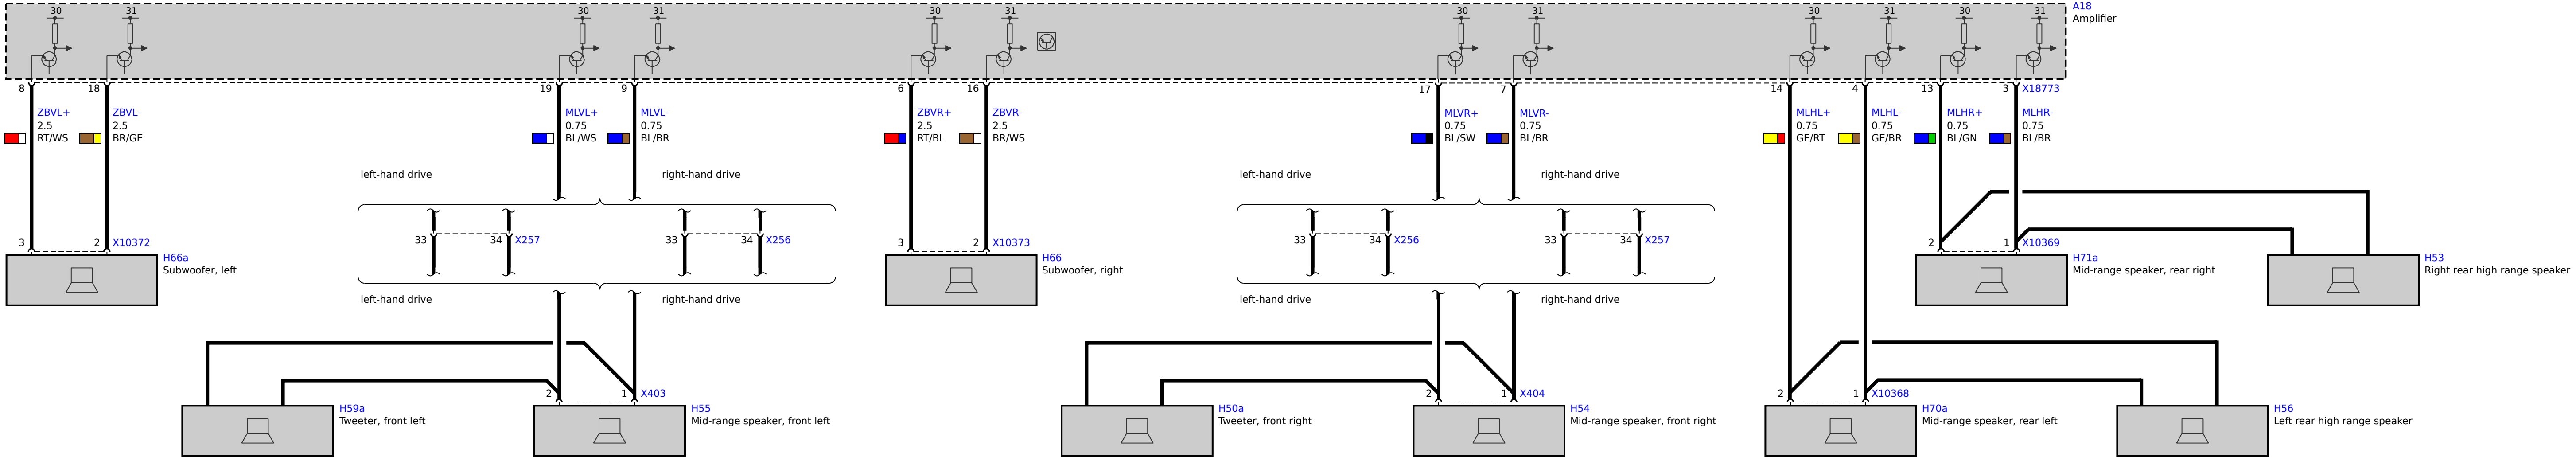 30 31 30 31 30 31 30 31 30 31 30 31
A18
Amplifier
8 18 19 9 6 16 17 7 14 4 13 3 X18773
ZBVL+ ZBVL- MLVL+ MLVL- ZBVR+ ZBVR- MLVR+ MLVR- MLHL+ MLHL- MLHR+ MLHR-
2.5 2.5 0.75 0.75 2.5 2.5 0.75 0.75 0.75 0.75 0.75 0.75
RT/WS BR/GE BL/WS BL/BR RT/BL BR/WS BL/SW BL/BR GE/RT GE/BR BL/GN BL/BR
left-hand drive right-hand drive left-hand drive right-hand drive
3 2 X10372 33 34 X257 33 34 X256 3 2 X10373 33 34 X256 33 34 X257 2 1 X10369
H66a H66 H71a H53
Subwoofer, left Subwoofer, right Mid-range speaker, rear right Right rear high range speaker
left-hand drive right-hand drive left-hand drive right-hand drive
2 1 X403 2 1 X404 2 1 X10368
H59a H55 H50a H54 H70a H56
Tweeter, front left Mid-range speaker, front left Tweeter, front right Mid-range speaker, front right Mid-range speaker, rear left Left rear high range speaker